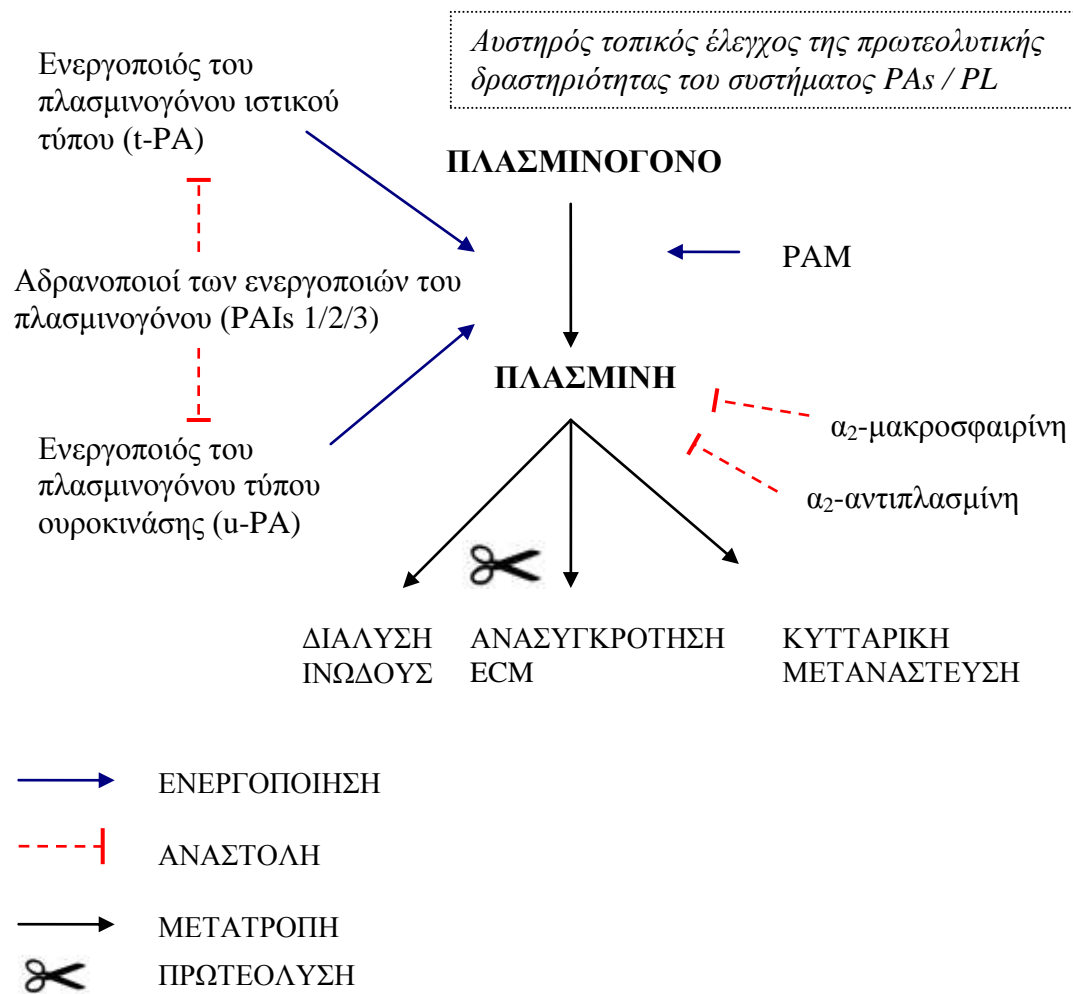 Αυστηρός τοπικός έλεγχος της πρωτεολυτικής
δραστηριότητας του συστήματος PAs / PL
Ενεργοποιός του
πλασμινογόνου ιστικού
τύπου (t-PA)
ΠΛΑΣΜΙΝΟΓΟΝΟ
PAM
Αδρανοποιοί των ενεργοποιών του
πλασμινογόνου (PAIs 1/2/3)
ΠΛΑΣΜΙΝΗ
α2-μακροσφαιρίνη
Ενεργοποιός του
πλασμινογόνου τύπου
ουροκινάσης (u-PA)
α2-αντιπλασμίνη
ΔΙΑΛΥΣΗ
ΙΝΩΔΟΥΣ
ΑΝΑΣΥΓΚΡΟΤΗΣΗ
ECM
ΚΥΤΤΑΡΙΚΗ
ΜΕΤΑΝΑΣΤΕΥΣΗ
ΕΝΕΡΓΟΠΟΙΗΣΗ
ΑΝΑΣΤΟΛΗ
ΜΕΤΑΤΡΟΠΗ
ΠΡΩΤΕΟΛΥΣΗ